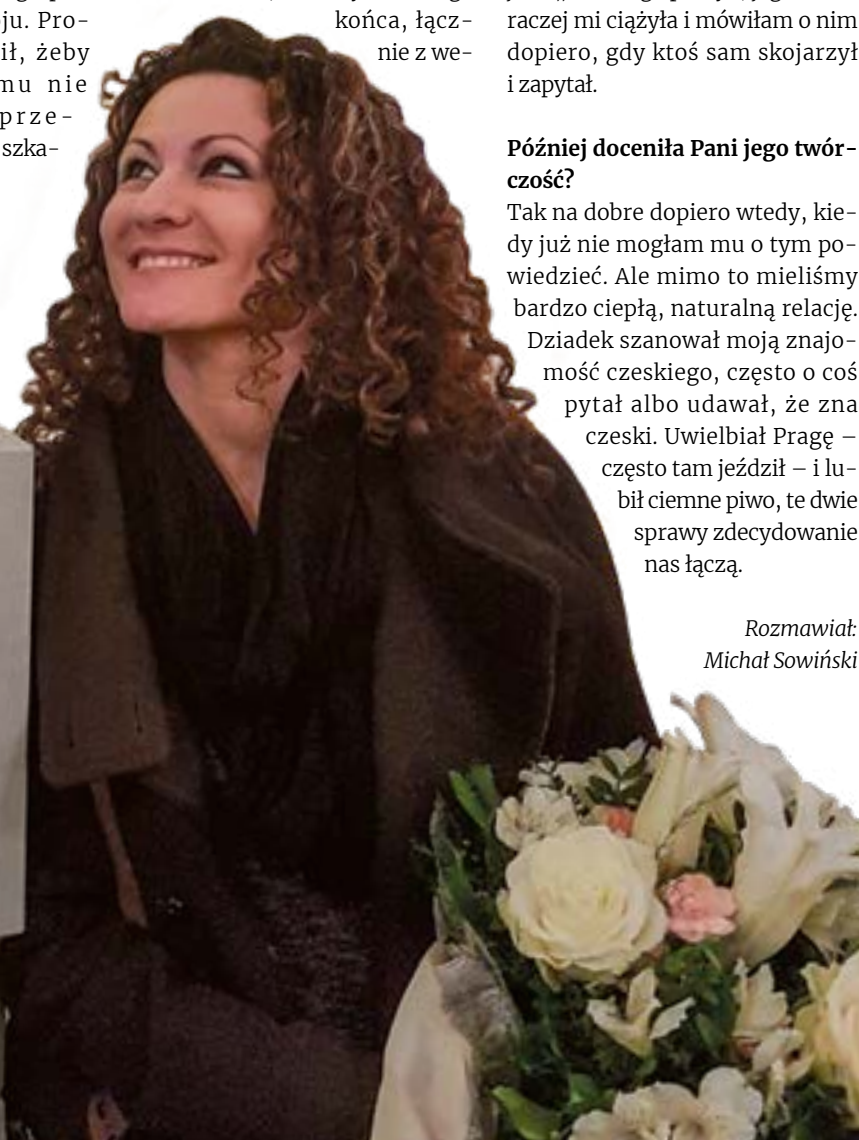 ju. Pro-
ił, żeby
mu nie
prze-
szka-
końca, łącz-
nie z we-
raczej mi ciążyła i mówiłam o nim
dopiero, gdy ktoś sam skojarzył
i zapytał.
Później doceniła Pani jego twór-
czość?
Tak na dobre dopiero wtedy, kie-
dy już nie mogłam mu o tym po-
wiedzieć. Ale mimo to mieliśmy
bardzo ciepłą, naturalną relację.
Dziadek szanował moją znajo-
mość czeskiego, często o coś
pytał albo udawał, że zna
czeski. Uwielbiał Pragę –
często tam jeździł – i lu-
bił ciemne piwo, te dwie
sprawy zdecydowanie
nas łączą.
Rozmawiał:
Michał Sowiński